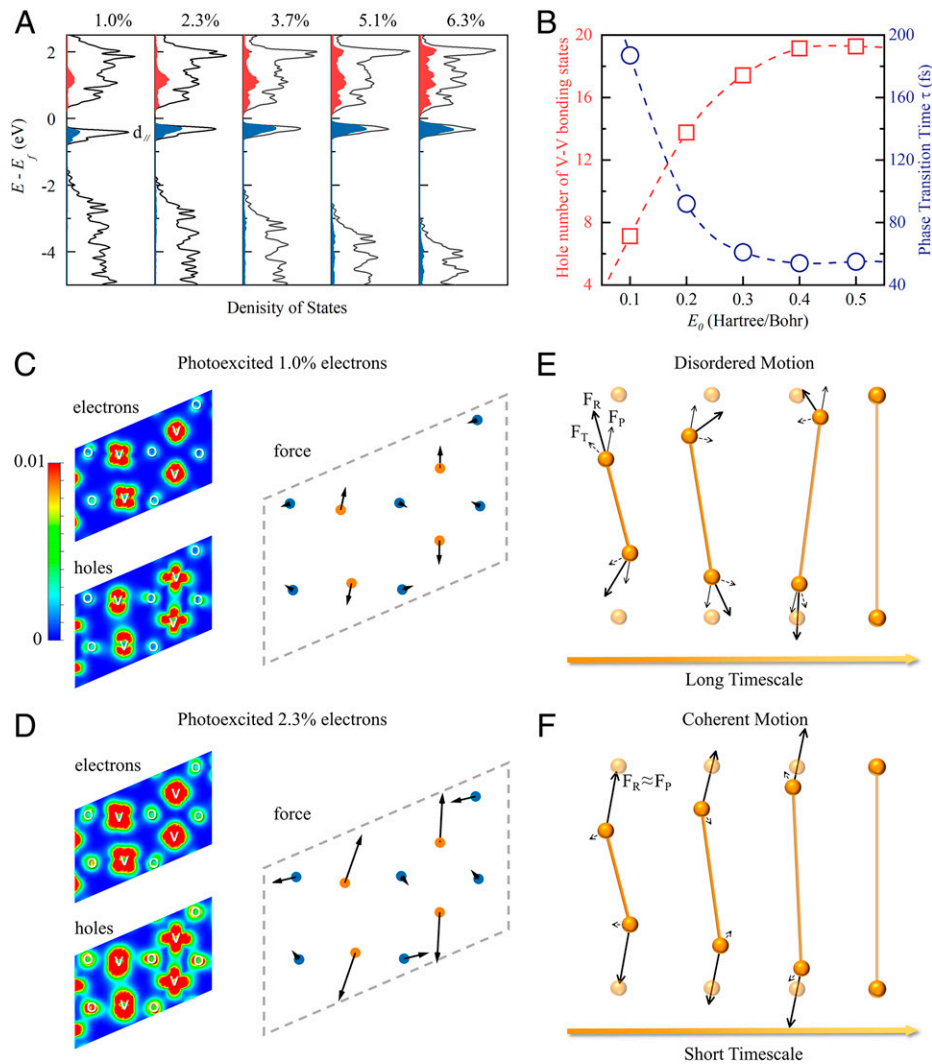 A
1.0% 2.3% 3.7% 5.1% 6.3%
2
0
-2
-4
E - E_f (eV)
d_//
Denisity of States
B
20
16
12
8
4
Hole number of V-V bonding states
200
160
120
80
40
Phase Transition Time τ (fs)
0.1 0.2 0.3 0.4 0.5
E_0 (Hartree/Bohr)
C
Photoexcited 1.0% electrons
electrons
O
V O
O V
V O
O V O
0.01
0
holes
O
V
V O O
V
O V O
force
D
Photoexcited 2.3% electrons
electrons
O
V O
O V
V O
O V O
holes
O
V
V O O
V
O V O
force
E
Disordered Motion
F_R
F_P
F_T
Long Timescale
F
Coherent Motion
F_R≈F_P
Short Timescale